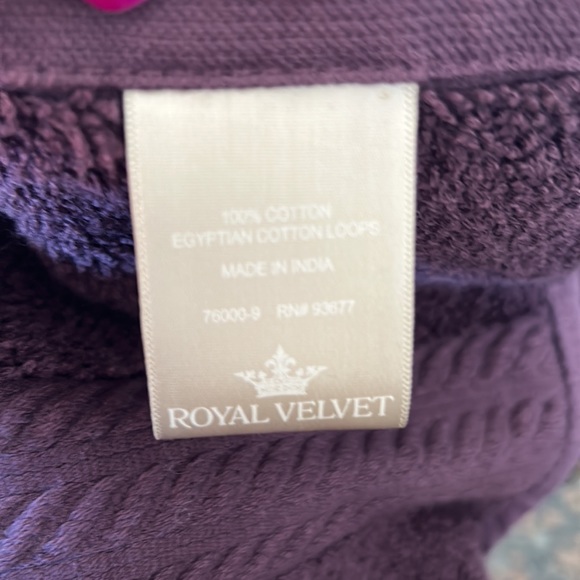 100% COTTON
EGYPTIAN COTTON LOOPS
MADE IN INDIA
76000-9 RN# 93677
ROYAL VELVET